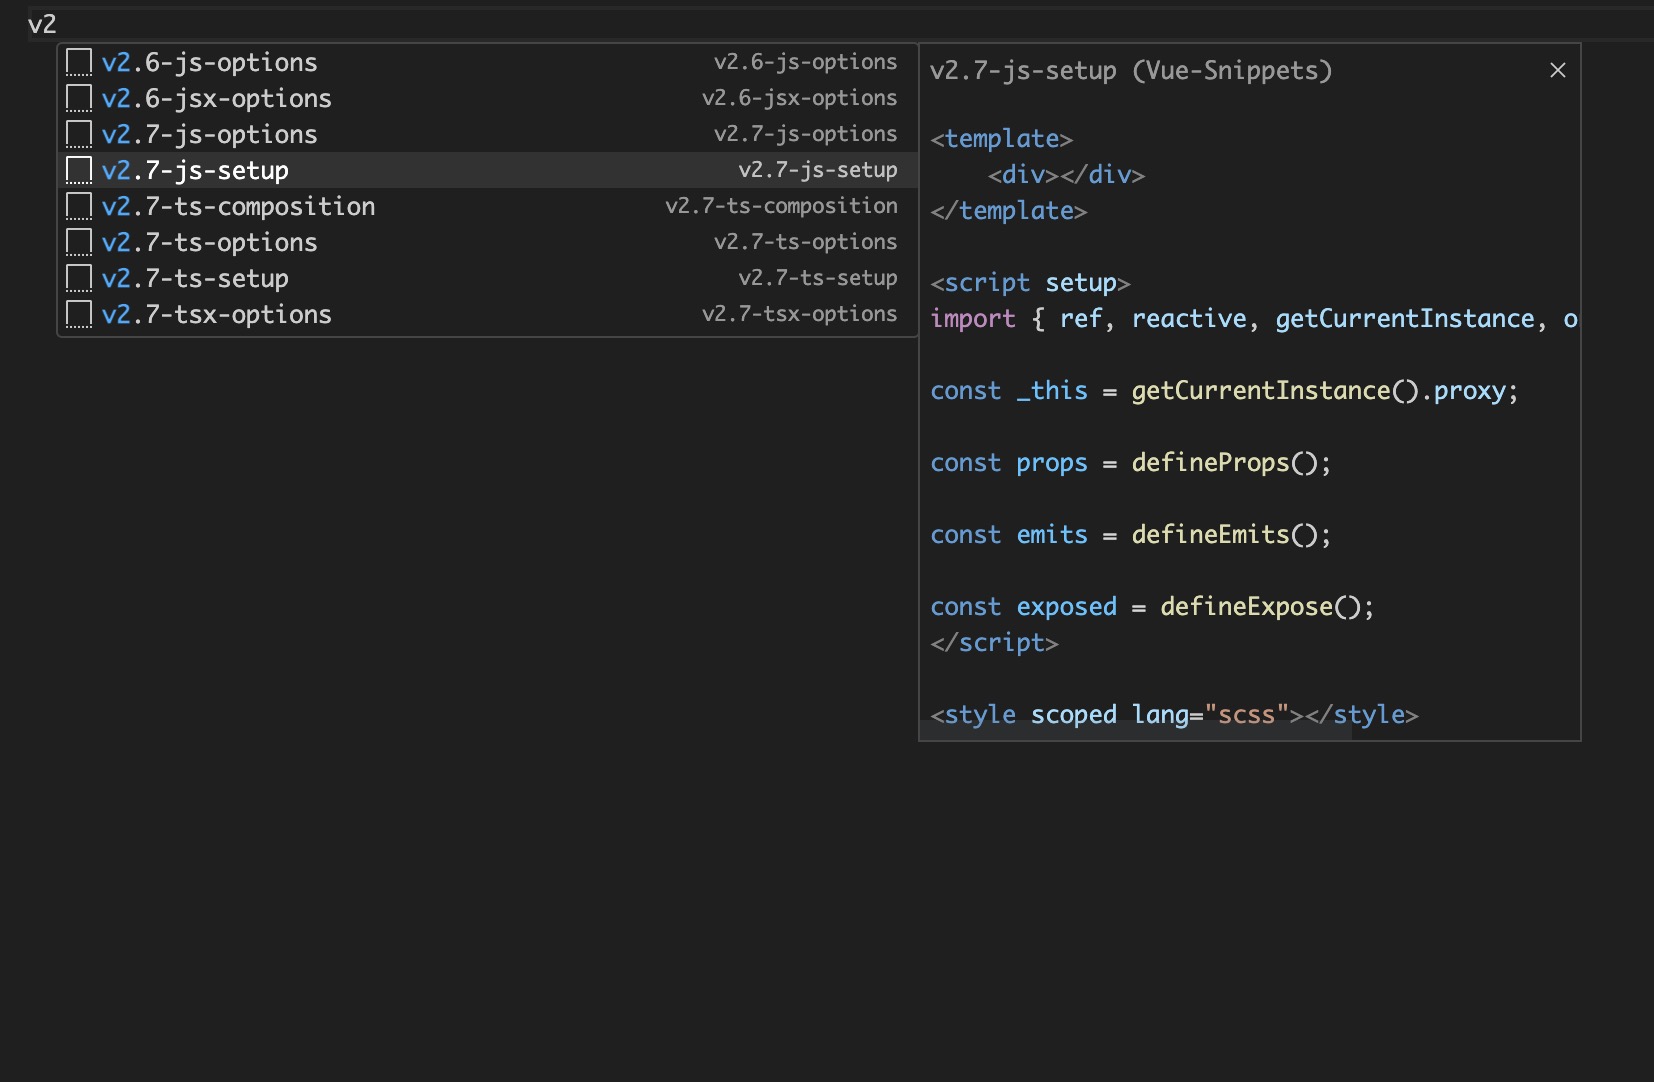 v2
v2.6-js-options v2.6-js-options
v2.6-jsx-options v2.6-jsx-options
v2.7-js-options v2.7-js-options
v2.7-js-setup v2.7-js-setup
v2.7-ts-composition v2.7-ts-composition
v2.7-ts-options v2.7-ts-options
v2.7-ts-setup v2.7-ts-setup
v2.7-tsx-options v2.7-tsx-options
v2.7-js-setup (Vue-Snippets)
<template>
    <div></div>
</template>
<script setup>
import { ref, reactive, getCurrentInstance, o
const _this = getCurrentInstance().proxy;
const props = defineProps();
const emits = defineEmits();
const exposed = defineExpose();
</script>
<style scoped lang="scss"></style>